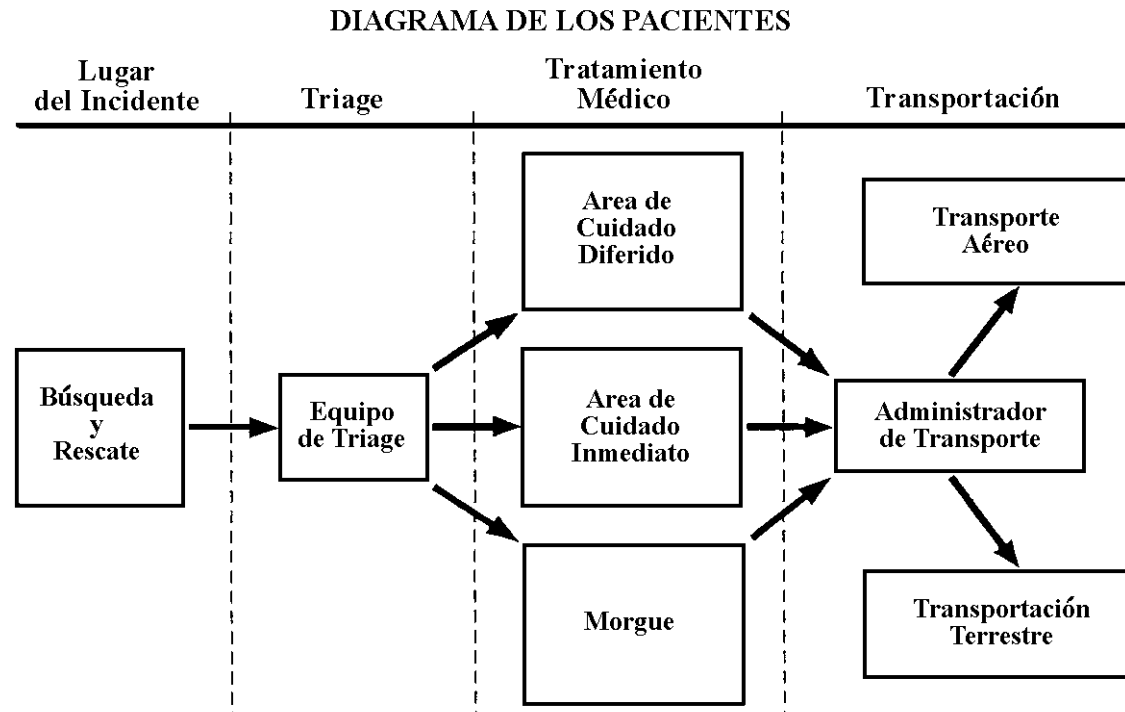 DIAGRAMA DE LOS PACIENTES
Lugar
del Incidente
Triage
Tratamiento
Médico
Transportación
Búsqueda
y
Rescate
Equipo
de Triage
Area de
Cuidado
Diferido
Area de
Cuidado
Inmediato
Morgue
Transporte
Aéreo
Administrador
de Transporte
Transportación
Terrestre